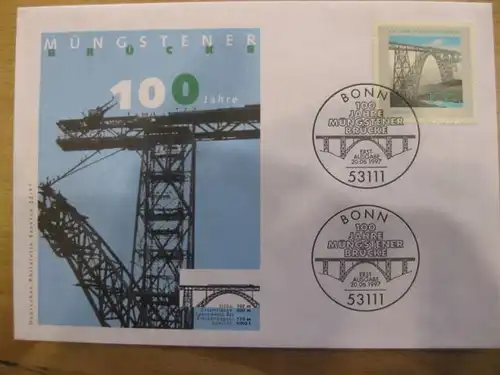 MÜNGSTENER
BRÜCKE
100
Jahre
BONN
100
JAHRE
MÜNGSTENER
BRÜCKE
ERST-
AUSGABE
20.06.1997
53111
BONN
100
JAHRE
MÜNGSTENER
BRÜCKE
ERST-
AUSGABE
20.06.1997
53111